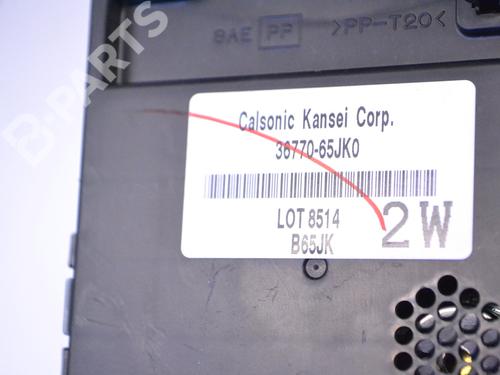 SAE PP >PP-T20<
B-PARTS
Calsonic Kansei Corp.
36770-65JK0
LOT 8514
B65JK
2W